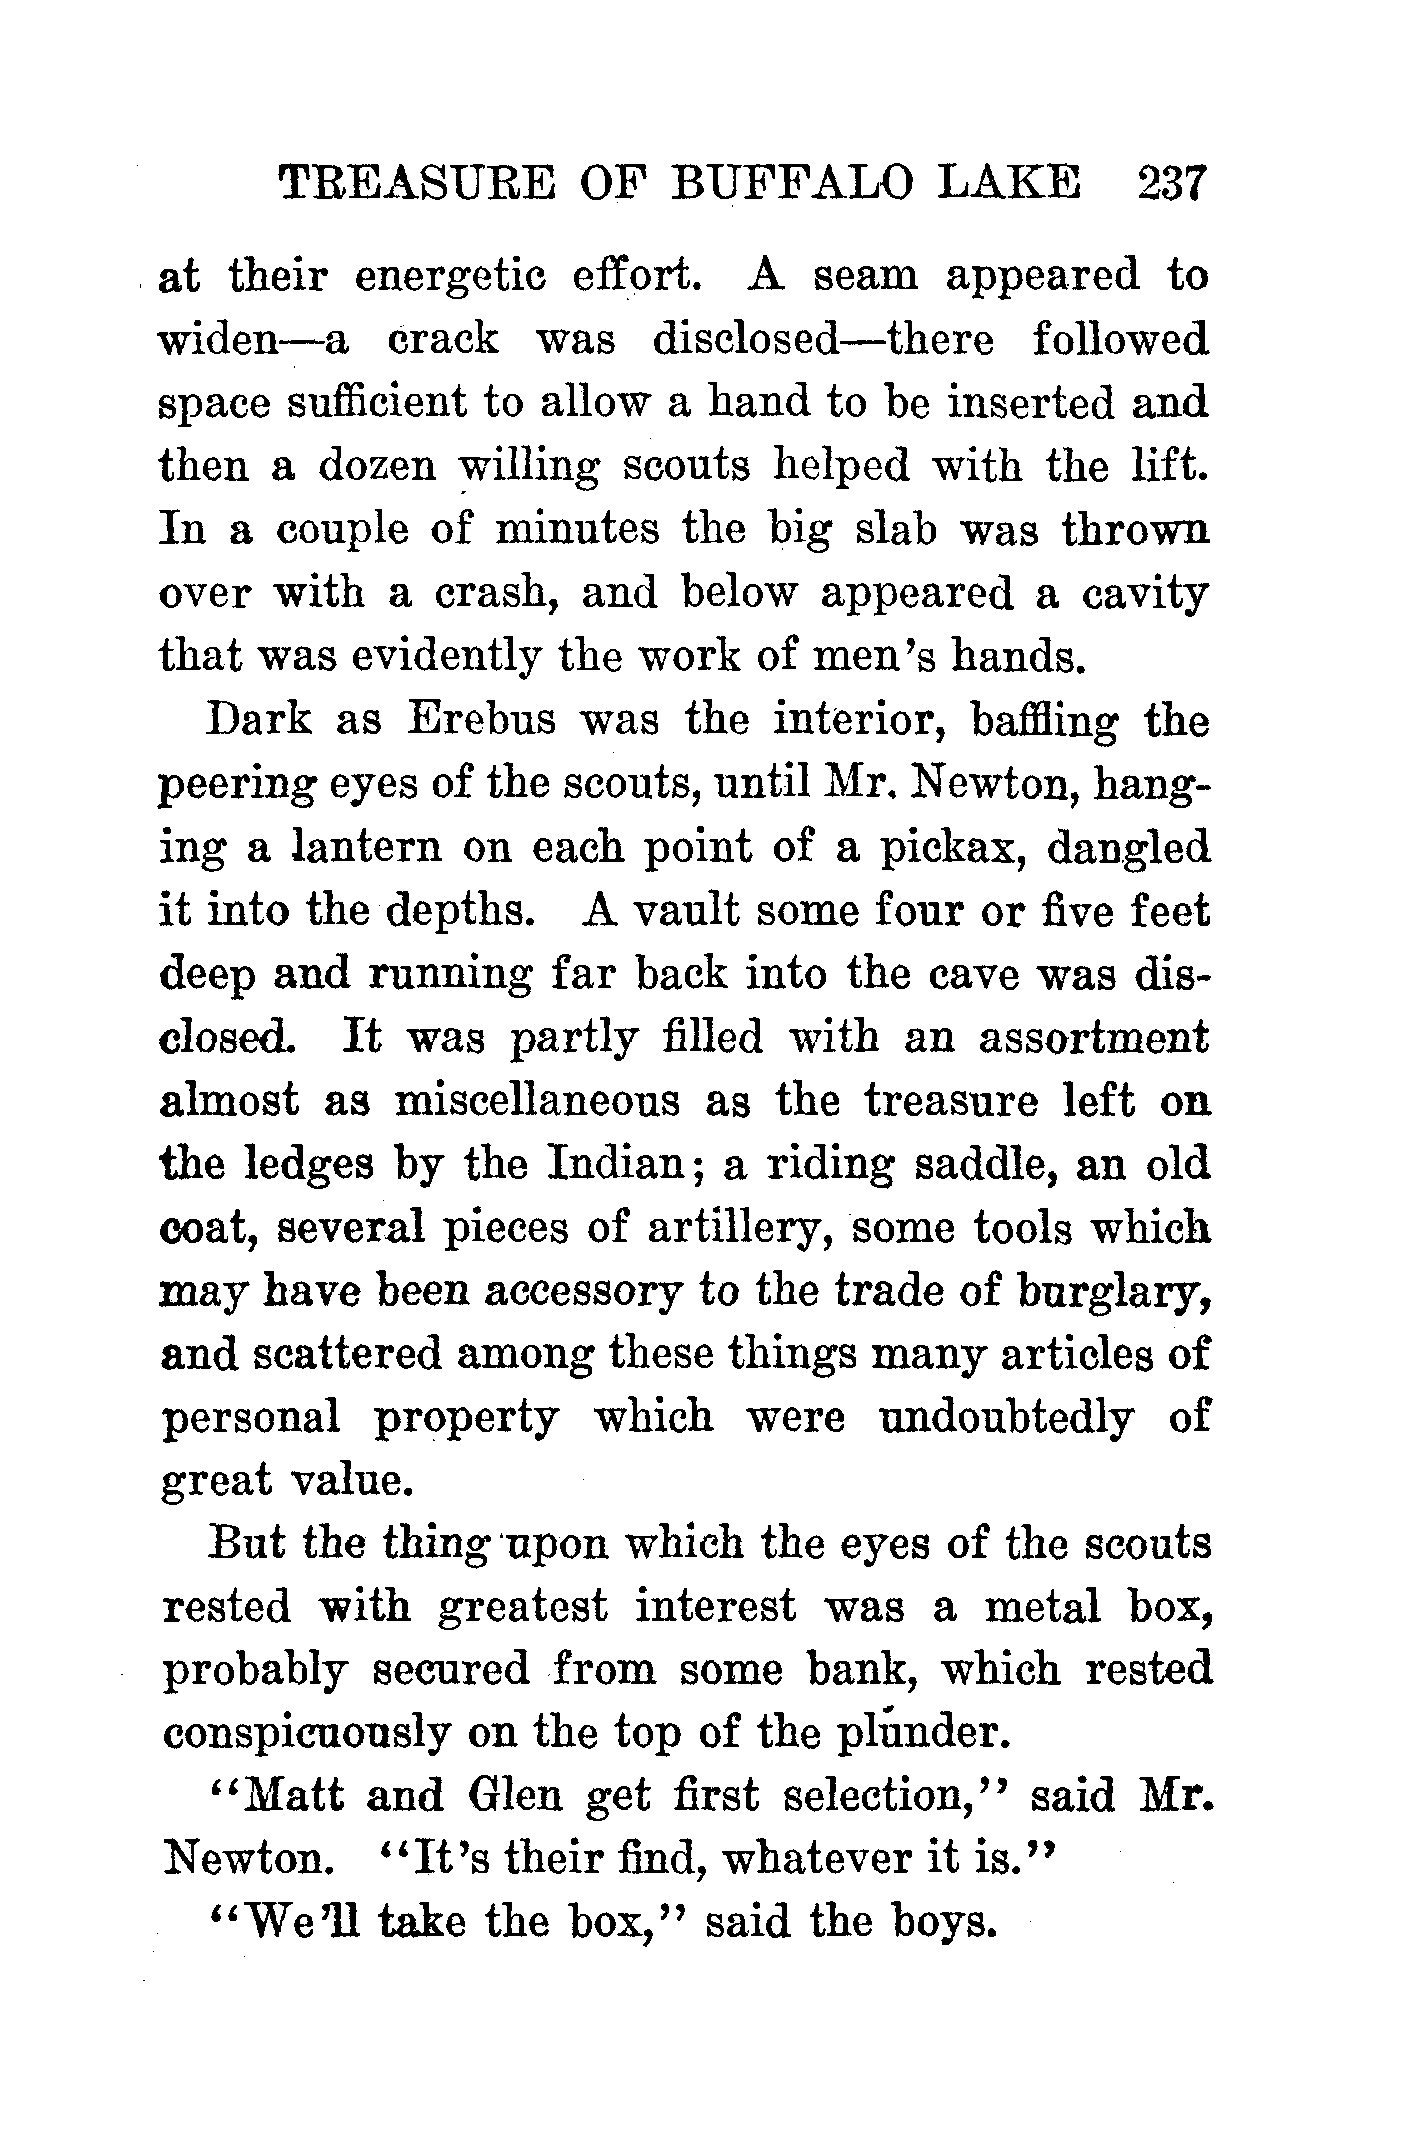 TREASURE OF BUFFALO LAKE 237
at their energetic effort. A seam appeared to
widen—a crack was disclosed—there followed
space sufficient to allow a hand to be inserted and
then a dozen willing scouts helped with the lift.
In a couple of minutes the big slab was thrown
over with a crash, and below appeared a cavity
that was evidently the work of men's hands.
Dark as Erebus was the interior, baffling the
peering eyes of the scouts, until Mr. Newton, hang-
ing a lantern on each point of a pickax, dangled
it into the depths. A vault some four or five feet
deep and running far back into the cave was dis-
closed. It was partly filled with an assortment
almost as miscellaneous as the treasure left on
the ledges by the Indian; a riding saddle, an old
coat, several pieces of artillery, some tools which
may have been accessory to the trade of burglary,
and scattered among these things many articles of
personal property which were undoubtedly of
great value.
But the thing upon which the eyes of the scouts
rested with greatest interest was a metal box,
probably secured from some bank, which rested
conspicuously on the top of the plunder.
"Matt and Glen get first selection," said Mr.
Newton. "It's their find, whatever it is."
"We'll take the box," said the boys.